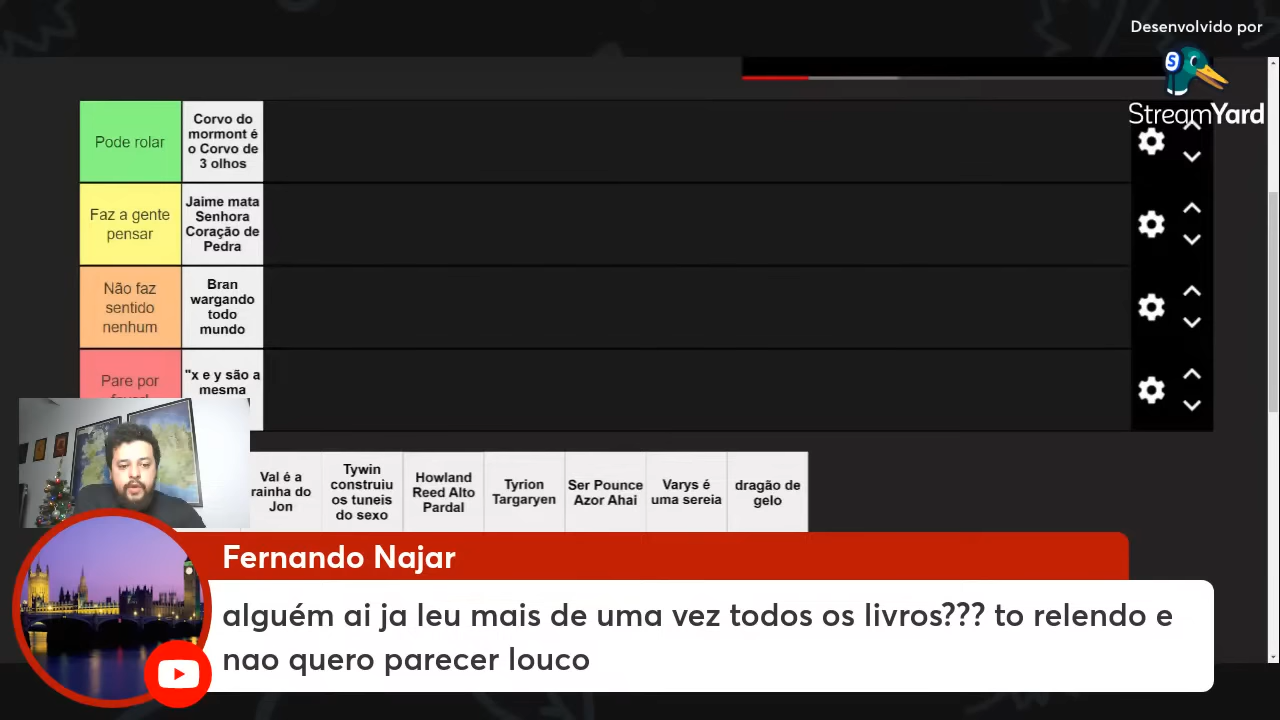 Desenvolvido por
StreamYard
Pode rolar
Corvo do
mormont é
o Corvo de
3 olhos
Faz a gente
pensar
Jaime mata
Senhora
Coração de
Pedra
Não faz
sentido
nenhum
Bran
wargando
todo
mundo
Pare por
"x e y são a
mesma
Val é a
rainha do
Jon
Tywin
construiu
os tuneis
do sexo
Howland
Reed Alto
Pardal
Tyrion
Targaryen
Ser Pounce
Azor Ahai
Varys é
uma sereia
dragão de
gelo
Fernando Najar
alguém ai ja leu mais de uma vez todos os livros??? to relendo e
nao quero parecer louco